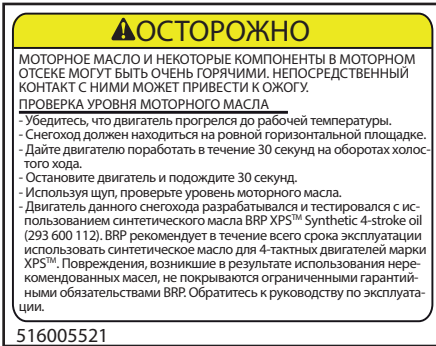 ОСТОРОЖНО
МОТОРНОЕ МАСЛО И НЕКОТОРЫЕ КОМПОНЕНТЫ В МОТОРНОМ
ОТСЕКЕ МОГУТ БЫТЬ ОЧЕНЬ ГОРЯЧИМИ. НЕПОСРЕДСТВЕННЫЙ
КОНТАКТ С НИМИ МОЖЕТ ПРИВЕСТИ К ОЖОГУ.
ПРОВЕРКА УРОВНЯ МОТОРНОГО МАСЛА
- Убедитесь, что двигатель прогрелся до рабочей температуры.
- Снегоход должен находиться на ровной горизонтальной площадке.
- Дайте двигателю поработать в течение 30 секунд на оборотах холос-
того хода.
- Остановите двигатель и подождите 30 секунд.
- Используя щуп, проверьте уровень моторного масла.
- Двигатель данного снегохода разрабатывался и тестировался с ис-
пользованием синтетического масла BRP XPS™ Synthetic 4-stroke oil
(293 600 112). BRP рекомендует в течение всего срока эксплуатации
использовать синтетическое масло для 4-тактных двигателей марки
XPS™. Повреждения, возникшие в результате использования нере-
комендованных масел, не покрываются ограниченными гарантий-
ными обязательствами BRP. Обратитесь к руководству по эксплуата-
ции.
516005521